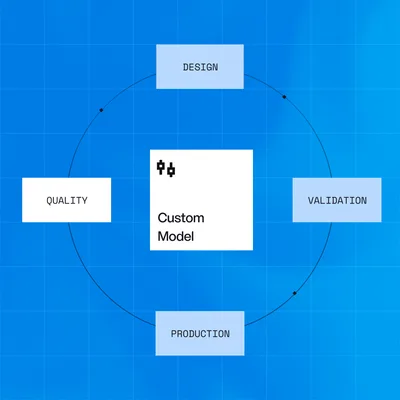 DESIGN
QUALITY
Custom
Model
VALIDATION
PRODUCTION